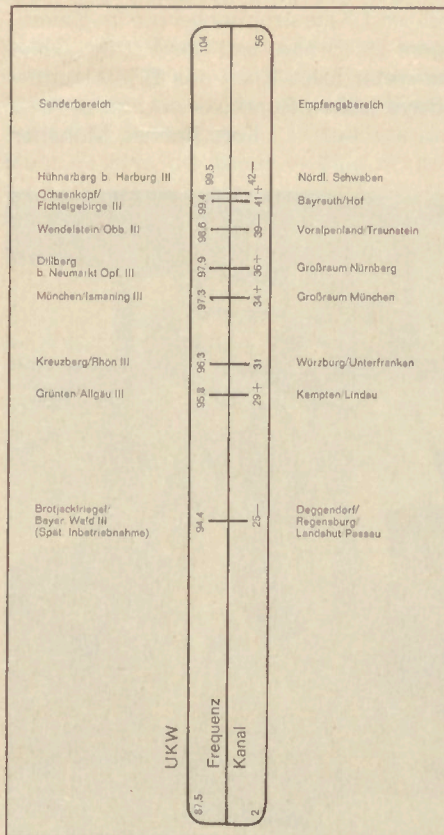 104 56
Senderbereich Empfangsbereich
Hühnerberg b. Harburg III 99.5 42— Nördl. Schwaben
Ochsenkopf/
Fichtelgebirge III 99.4 41+ Bayreuth/Hof
Wendelstein/Obb. III 98.6 39— Voralpenland/Traunstein
Dillberg
b. Neumarkt Opf. III 97.9 36+ Großraum Nürnberg
München/Ismaning III 97.3 34+ Großraum München
Kreuzberg/Rhön III 96.3 31 Würzburg/Unterfranken
Grünten/Allgäu III 95.8 29+ Kempten/Lindau
Brotjacklriegel/
Bayer. Wald III
(Spät. Inbetriebnahme) 94.4 25— Deggendorf/
Regensburg/
Landshut/Passau
UKW
Frequenz
Kanal
87.5 2